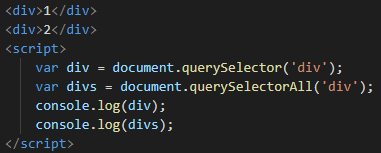 <div>1</div>
<div>2</div>
<script>
    var div = document.querySelector('div');
    var divs = document.querySelectorAll('div');
    console.log(div);
    console.log(divs);
</script>